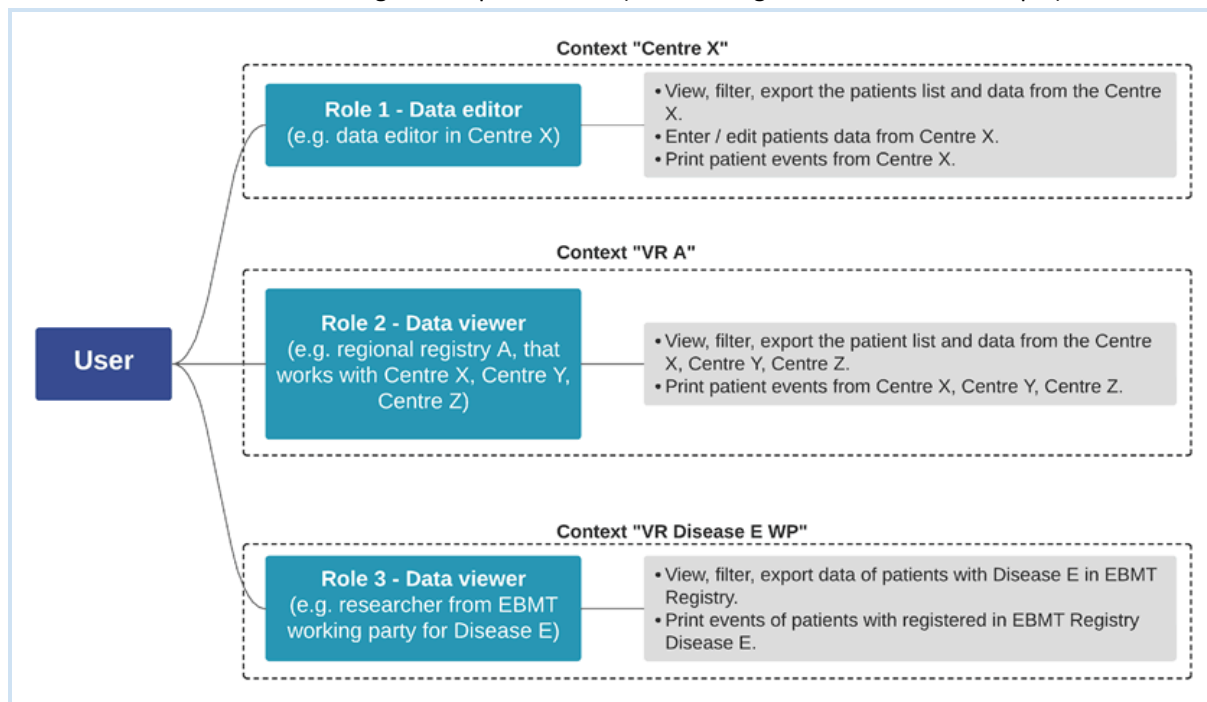 Context "Centre X"
Role 1 - Data editor
(e.g. data editor in Centre X)
• View, filter, export the patients list and data from the Centre
X.
• Enter / edit patients data from Centre X.
• Print patient events from Centre X.
Context "VR A"
User
Role 2 - Data viewer
(e.g. regional registry A, that
works with Centre X, Centre Y,
Centre Z)
• View, filter, export the patient list and data from the Centre
X, Centre Y, Centre Z.
• Print patient events from Centre X, Centre Y, Centre Z.
Context "VR Disease E WP"
Role 3 - Data viewer
(e.g. researcher from EBMT
working party for Disease E)
• View, filter, export data of patients with Disease E in EBMT
Registry.
• Print events of patients with registered in EBMT Registry
Disease E.